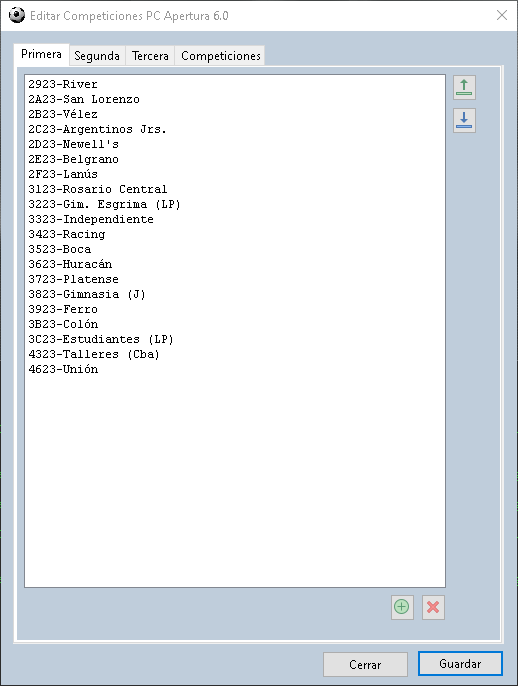 Editar Competiciones PC Apertura 6.0
Primera
Segunda
Tercera
Competiciones
2923-River
2A23-San Lorenzo
2B23-Vélez
2C23-Argentinos Jrs.
2D23-Newell's
2E23-Belgrano
2F23-Lanús
3123-Rosario Central
3223-Gim. Esgrima (LP)
3323-Independiente
3423-Racing
3523-Boca
3623-Huracán
3723-Platense
3823-Gimnasia (J)
3923-Ferro
3B23-Colón
3C23-Estudiantes (LP)
4323-Talleres (Cba)
4623-Unión
Cerrar
Guardar